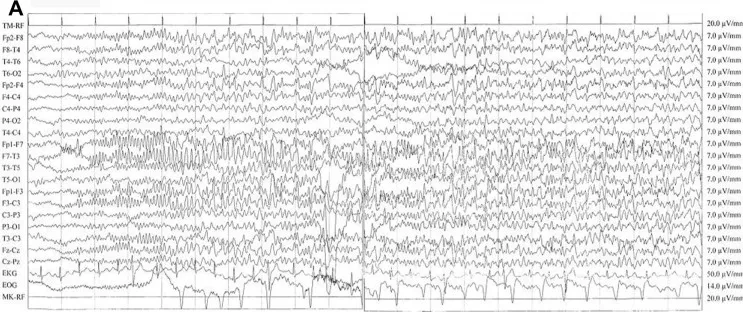 A
TM-RF 20.0 µV/mm
Fp2-F8 7.0 µV/mm
F8-T4 7.0 µV/mm
T4-T6 7.0 µV/mm
T6-O2 7.0 µV/mm
Fp2-F4 7.0 µV/mm
F4-C4 7.0 µV/mm
C4-P4 7.0 µV/mm
P4-O2 7.0 µV/mm
T4-C4 7.0 µV/mm
Fp1-F7 7.0 µV/mm
F7-T3 7.0 µV/mm
T3-T5 7.0 µV/mm
T5-O1 7.0 µV/mm
Fp1-F3 7.0 µV/mm
F3-C3 7.0 µV/mm
C3-P3 7.0 µV/mm
P3-O1 7.0 µV/mm
T3-C3 7.0 µV/mm
Fz-Cz 7.0 µV/mm
Cz-Pz 7.0 µV/mm
EKG 50.0 µV/mm
EOG 14.0 µV/mm
MK-RF 20.0 µV/mm